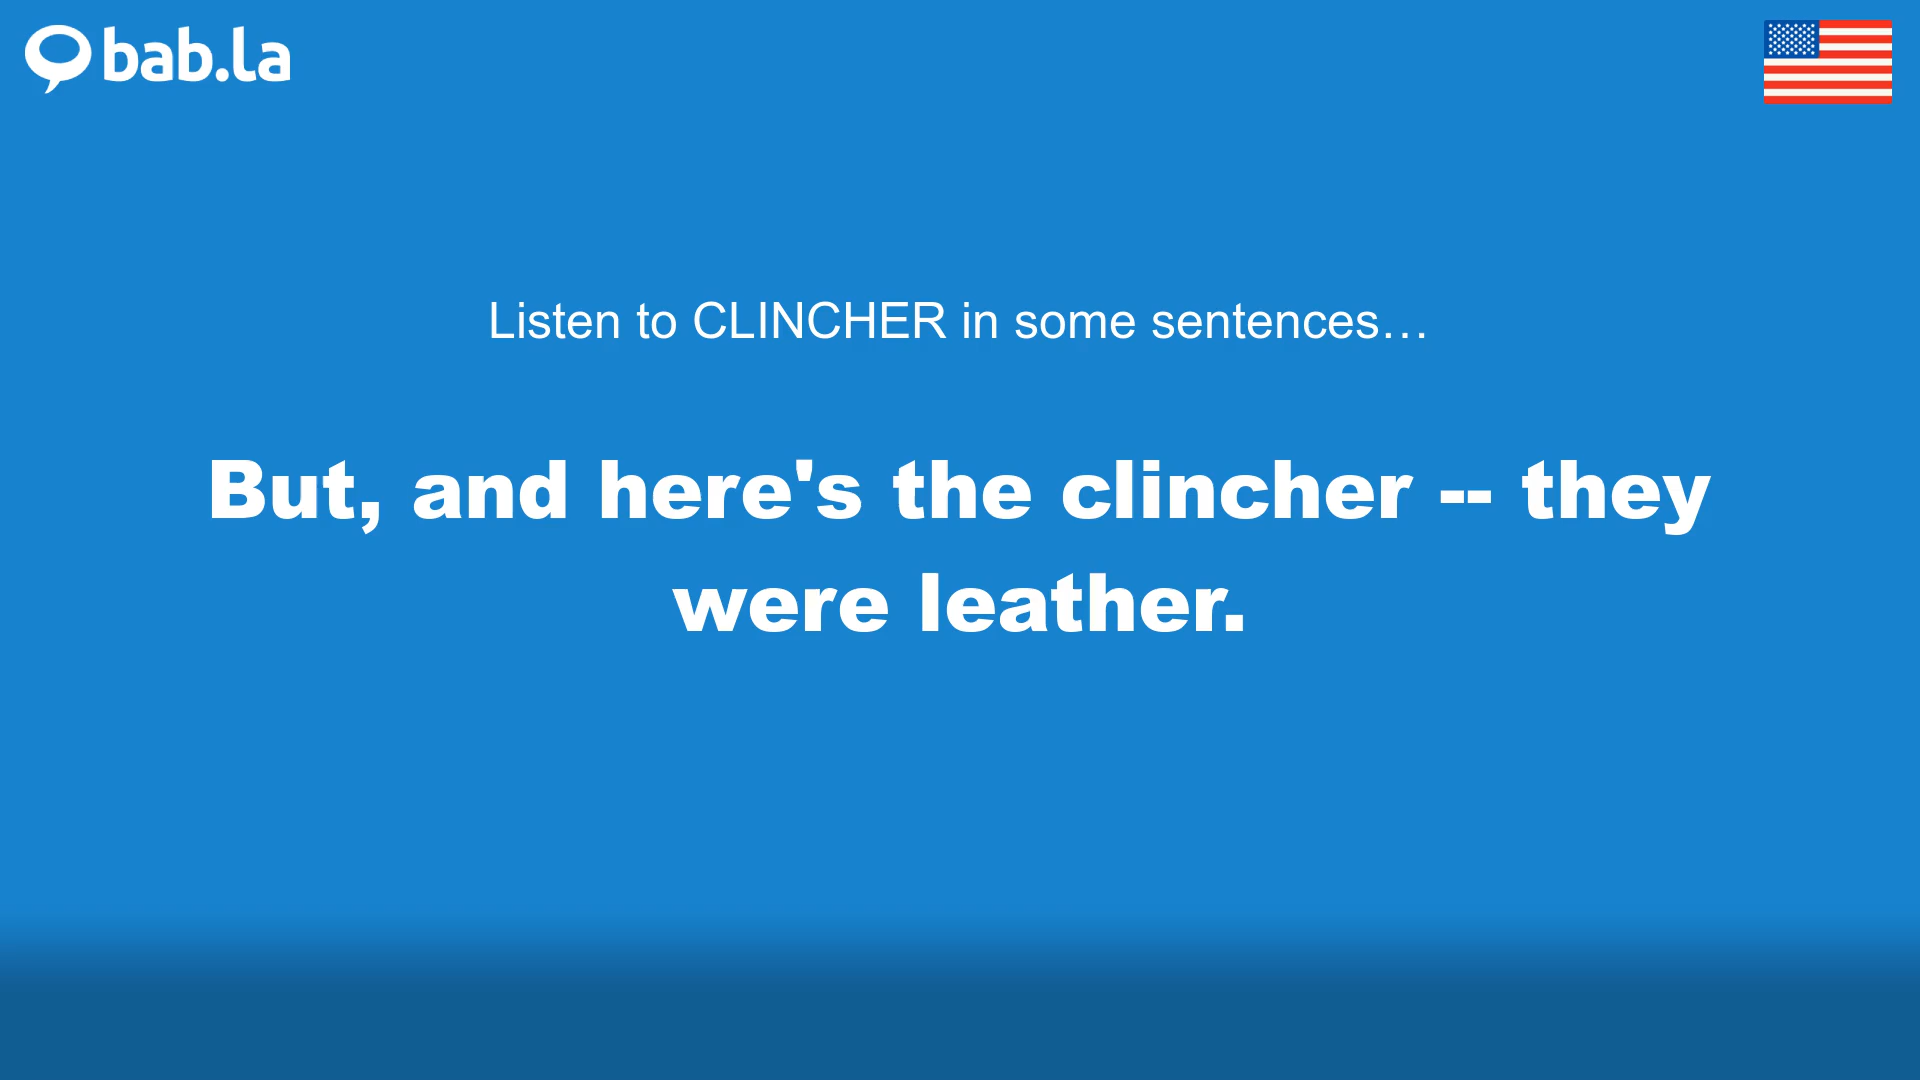 bab.la
Listen to CLINCHER in some sentences…
But, and here's the clincher -- they
were leather.